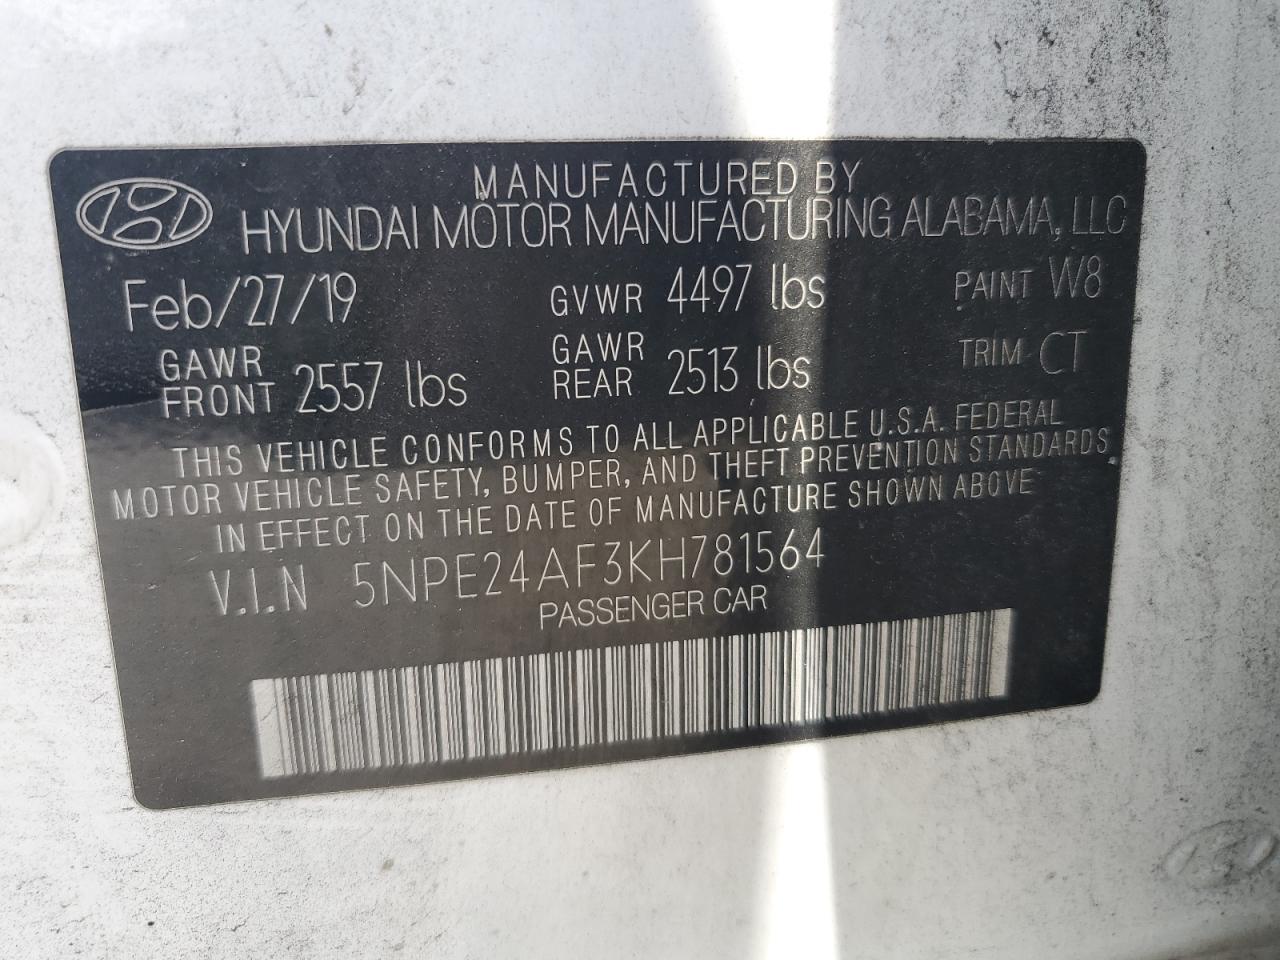 MANUFACTURED BY
HYUNDAI MOTOR MANUFACTURING ALABAMA, LLC
Feb/27/19 GVWR 4497 lbs PAINT W8
GAWR FRONT 2557 lbs GAWR REAR 2513 lbs TRIM CT
THIS VEHICLE CONFORMS TO ALL APPLICABLE U.S.A. FEDERAL
MOTOR VEHICLE SAFETY, BUMPER, AND THEFT PREVENTION STANDARDS
IN EFFECT ON THE DATE OF MANUFACTURE SHOWN ABOVE
V.I.N 5NPE24AF3KH781564
PASSENGER CAR